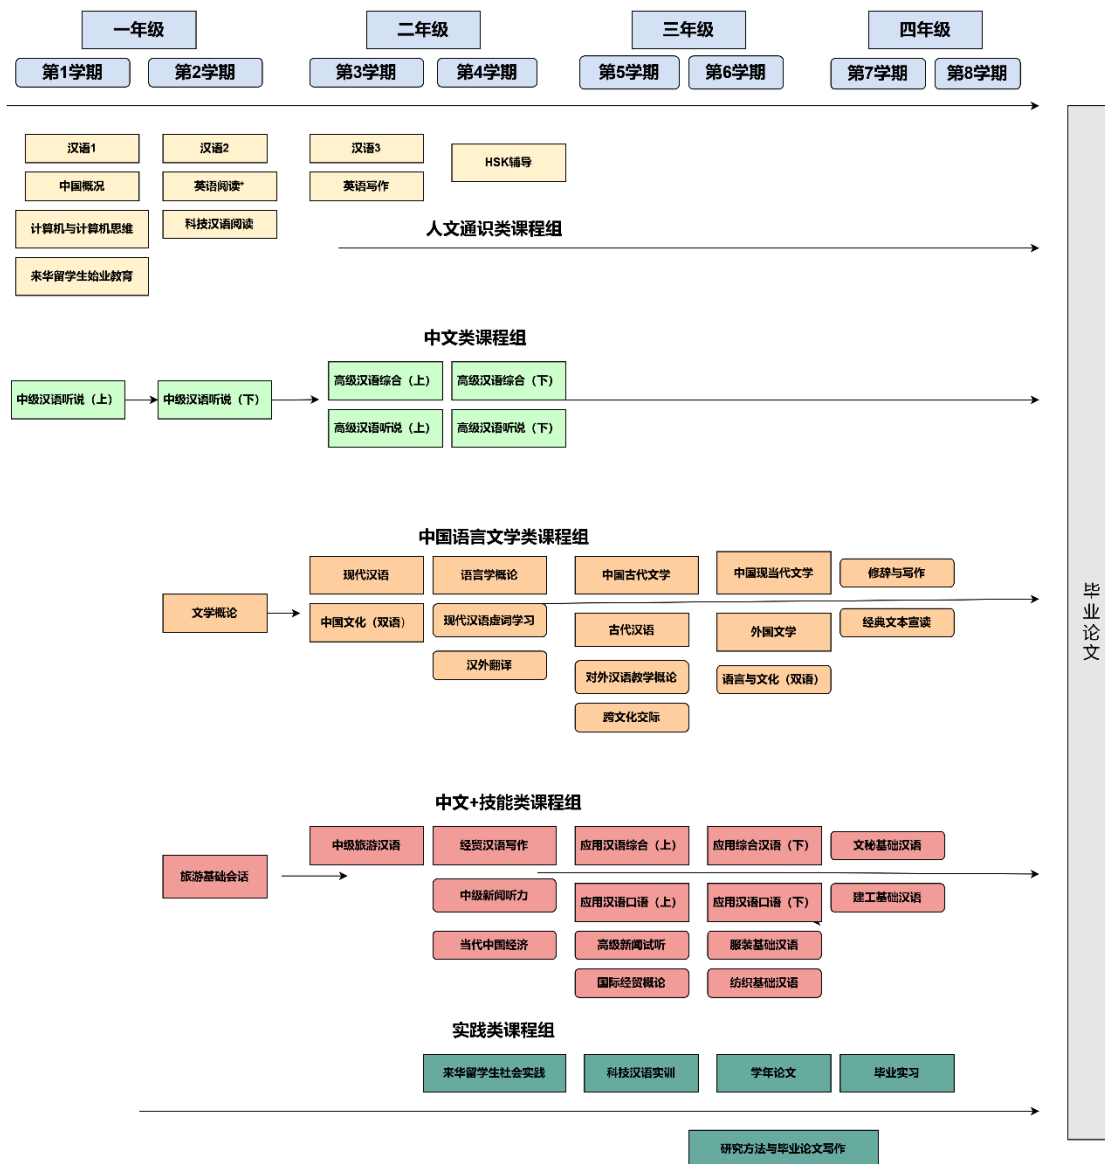 一年级
二年级
三年级
四年级
第1学期
第2学期
第3学期
第4学期
第5学期
第6学期
第7学期
第8学期
汉语1
汉语2
汉语3
HSK辅导
中国概况
英语阅读*
英语写作
计算机与计算机思维
科技汉语阅读
人文通识类课程组
来华留学生始业教育
中文类课程组
高级汉语综合（上）
高级汉语综合（下）
中级汉语听说（上）
中级汉语听说（下）
高级汉语听说（上）
高级汉语听说（下）
中国语言文学类课程组
现代汉语
语言学概论
中国古代文学
中国现当代文学
修辞与写作
文学概论
中国文化（双语）
现代汉语虚词学习
古代汉语
外国文学
经典文本宣读
汉外翻译
对外汉语教学概论
语言与文化（双语）
跨文化交际
毕业论文
中文+技能类课程组
中级旅游汉语
经贸汉语写作
应用汉语综合（上）
应用综合汉语（下）
文秘基础汉语
旅游基础会话
中级新闻听力
应用汉语口语（上）
应用汉语口语（下）
建工基础汉语
当代中国经济
高级新闻试听
服装基础汉语
国际经贸概论
纺织基础汉语
实践类课程组
来华留学生社会实践
科技汉语实训
学年论文
毕业实习
研究方法与毕业论文写作